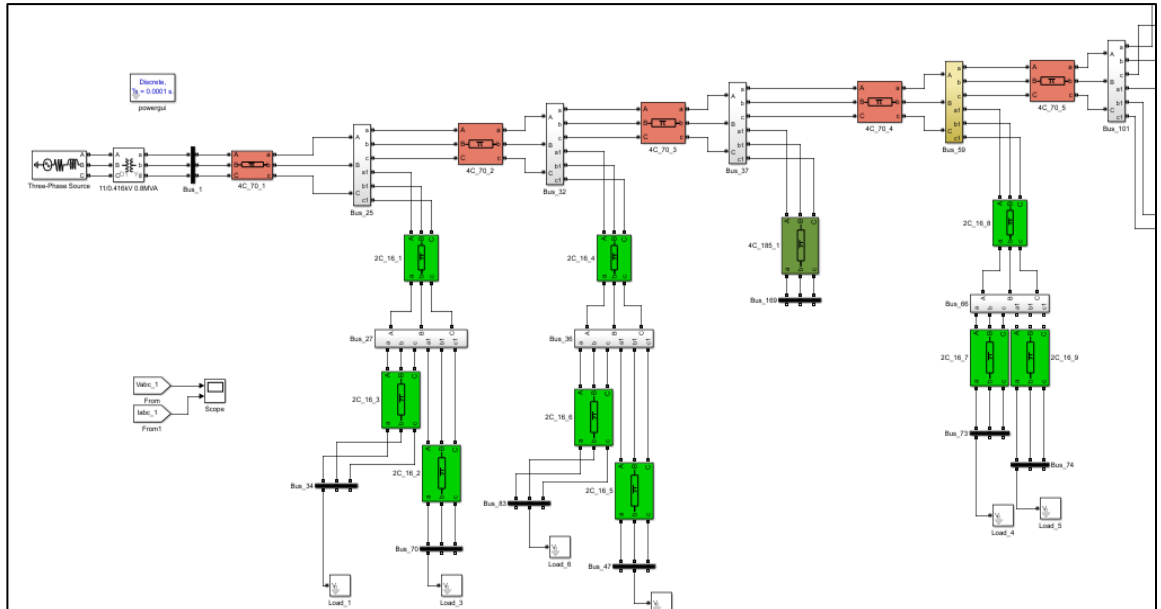 Discrete,
Ts = 0.0001 s.
powergui
Three-Phase Source
11/0.416kV 0.8MVA
Bus_1
4C_70_1
Bus_25
4C_70_2
Bus_32
4C_70_3
Bus_37
4C_70_4
Bus_59
4C_70_5
Bus_101
2C_16_1
2C_16_4
4C_185_1
2C_16_8
Bus_169
Bus_66
Bus_27
Bus_36
2C_16_7
2C_16_9
Vabc_1
From
Iabc_1
From1
Scope
2C_16_3
2C_16_6
Bus_73
Bus_74
2C_16_2
2C_16_5
Bus_34
Bus_83
Load_4
Load_5
Bus_70
Load_6
Bus_47
Load_1
Load_3